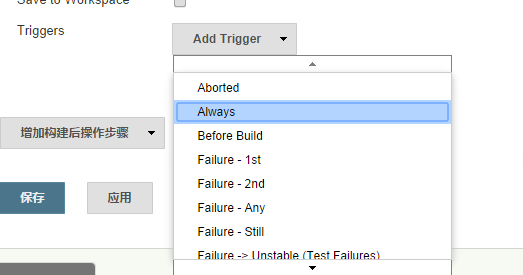 Save to Workspace
Triggers
Add Trigger
Aborted
Always
Before Build
增加构建后操作步骤
Failure - 1st
Failure - 2nd
保存
应用
Failure - Any
Failure - Still
Failure -> Unstable (Test Failures)